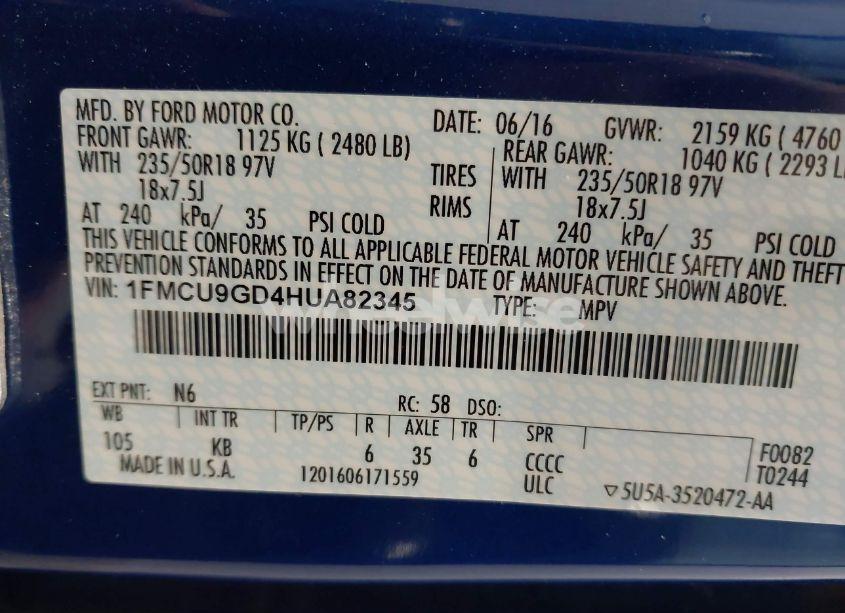 MFD. BY FORD MOTOR CO. DATE: 06/16 GVWR: 2159 KG ( 4760
FRONT GAWR: 1125 KG ( 2480 LB) REAR GAWR: 1040 KG ( 2293 L
WITH 235/50R18 97V TIRES WITH 235/50R18 97V
18x7.5J RIMS 18x7.5J
AT 240 kPa/ 35 PSI COLD AT 240 kPa/ 35 PSI COLD
THIS VEHICLE CONFORMS TO ALL APPLICABLE FEDERAL MOTOR VEHICLE SAFETY AND THEFT
PREVENTION STANDARDS IN EFFECT ON THE DATE OF MANUFACTURE SHOWN ABOVE.
VIN: 1FMCU9GD4HUA82345 TYPE: MPV
wheelwise
EXT PNT: N6 RC: 58 DSO:
WB INT TR TP/PS R AXLE TR SPR
105 KB 6 35 6 CCCC F0082
MADE IN U.S.A. 1201606171559 ULC T0244
▽5U5A-3520472-AA